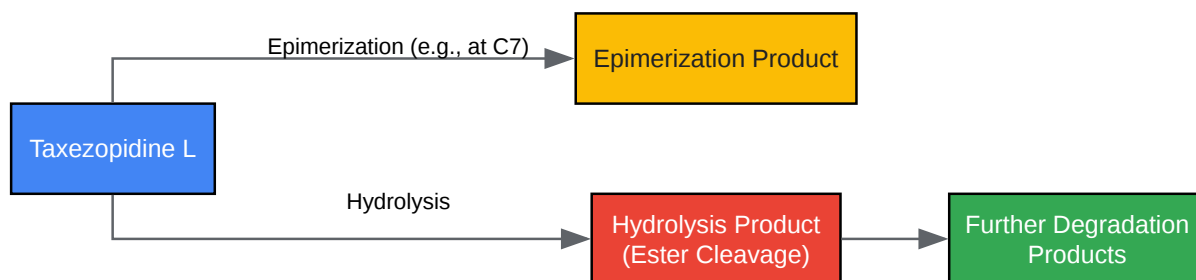 Epimerization (e.g., at C7)
Epimerization Product
Taxezopidine L
Hydrolysis
Hydrolysis Product
(Ester Cleavage)
Further Degradation
Products